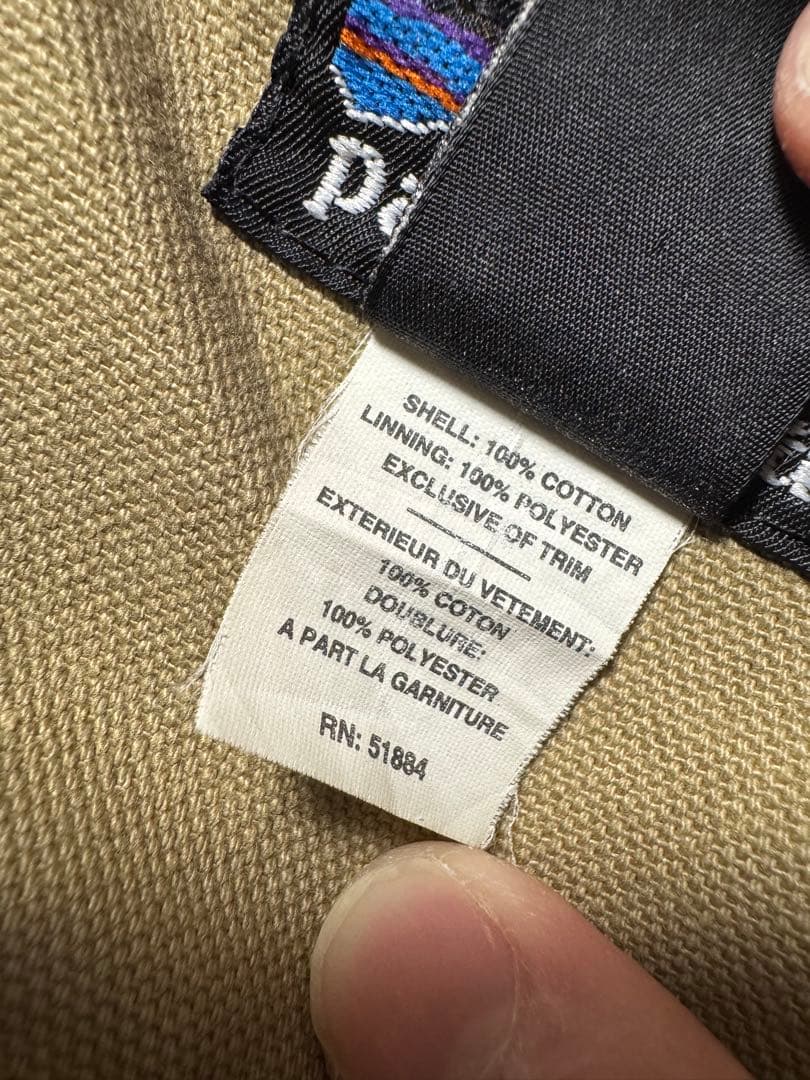 Pa
SHELL: 100% COTTON
LINNING: 100% POLYESTER
EXCLUSIVE OF TRIM
EXTERIEUR DU VETEMENT:
100% COTON
DOUBLURE:
100% POLYESTER
A PART LA GARNITURE
RN: 51884